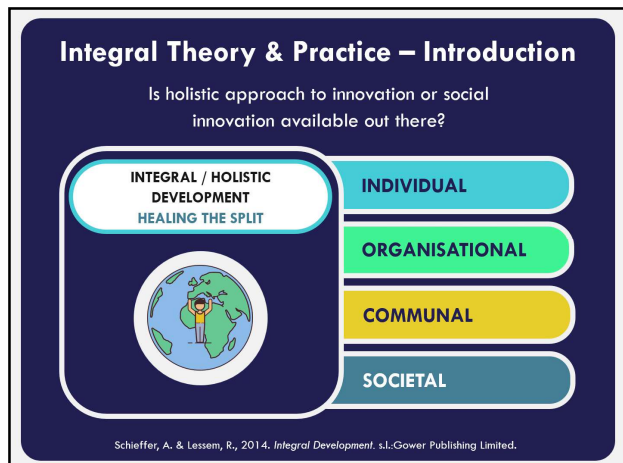 Integral Theory & Practice – Introduction
Is holistic approach to innovation or social
innovation available out there?
INTEGRAL / HOLISTIC
DEVELOPMENT
HEALING THE SPLIT
INDIVIDUAL
ORGANISATIONAL
COMMUNAL
SOCIETAL
Schieffer, A. & Lessem, R., 2014. Integral Development. s.l.:Gower Publishing Limited.